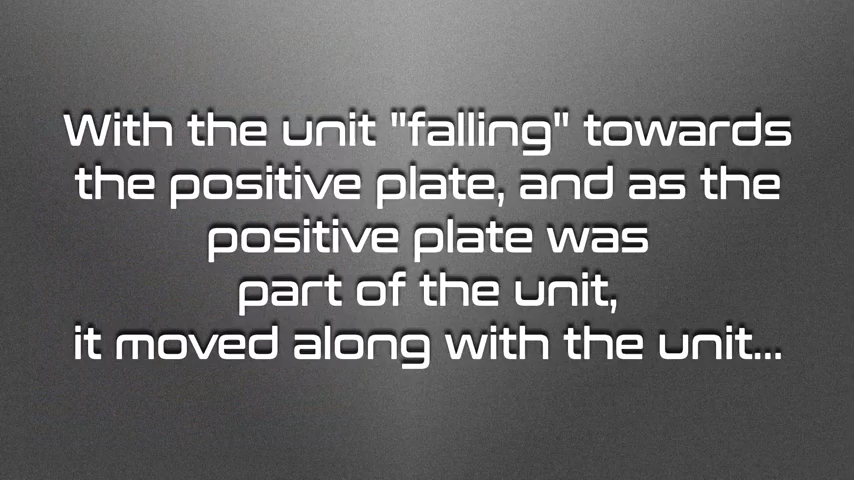 With the unit "falling" towards
the positive plate, and as the
positive plate was
part of the unit,
it moved along with the unit...